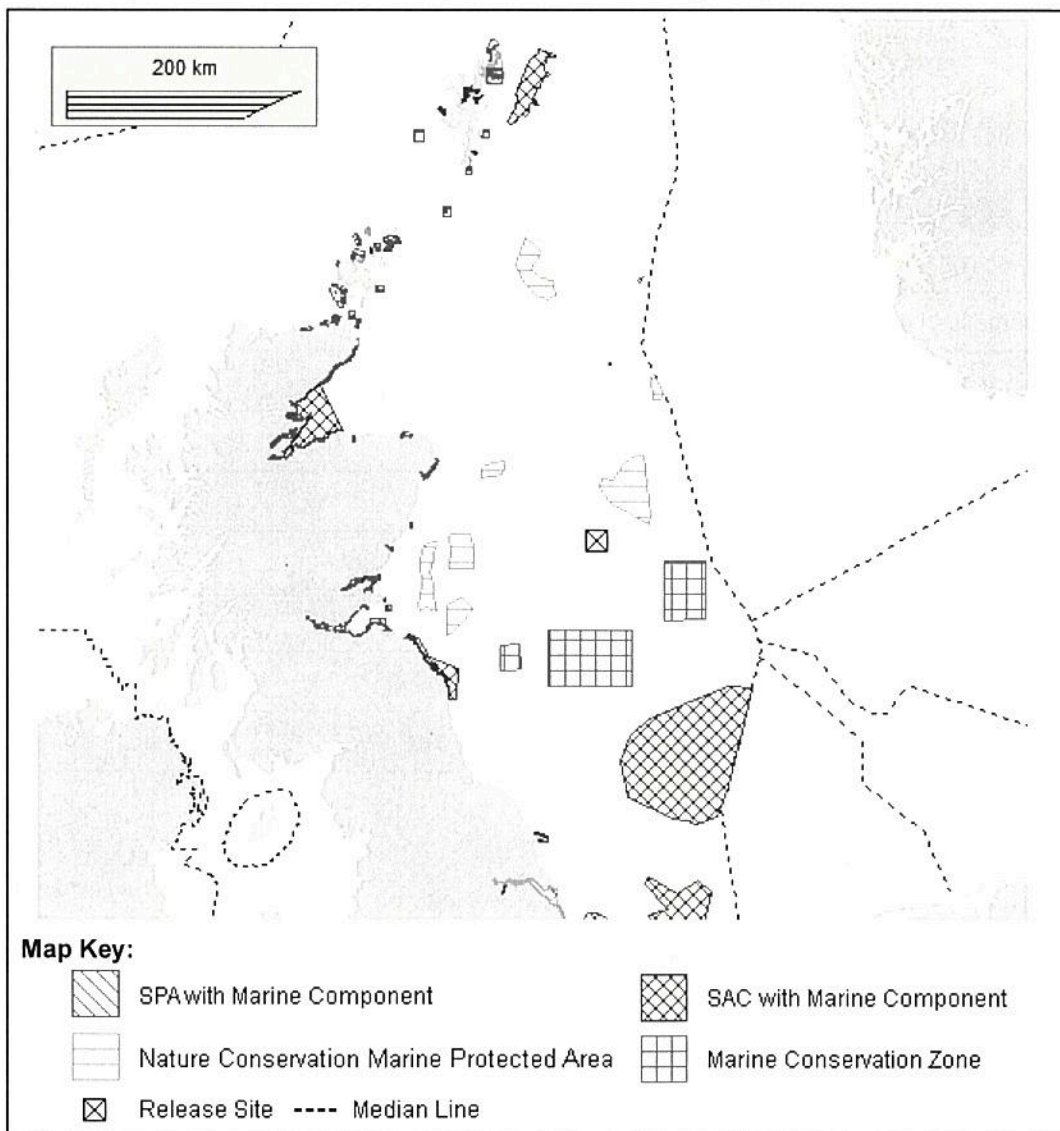 200 km
Map Key:
SPA with Marine Component
SAC with Marine Component
Nature Conservation Marine Protected Area
Marine Conservation Zone
Release Site
Median Line